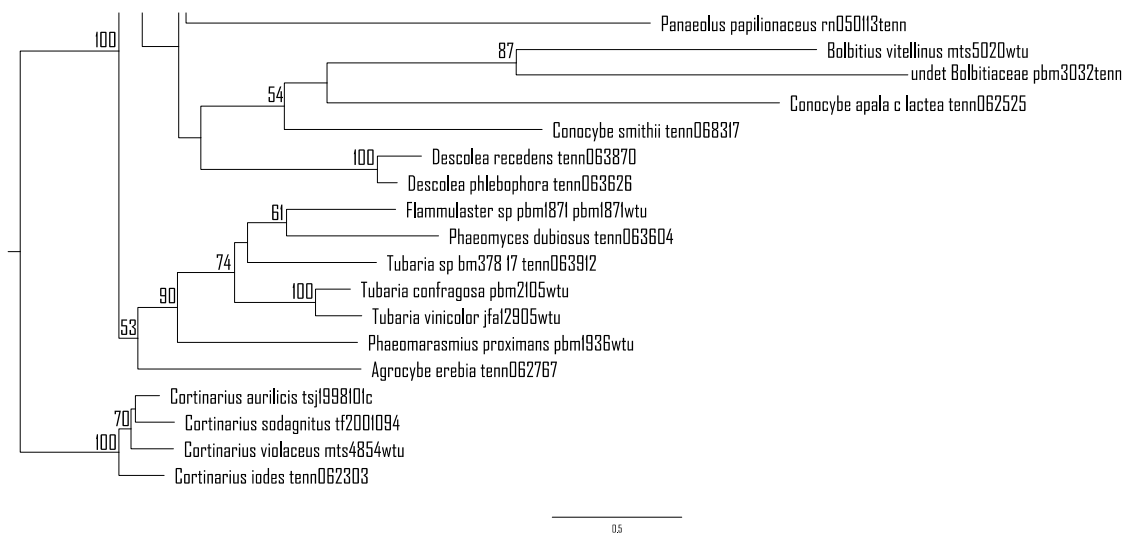 Panaeolus papilionaceus rn050113tenn
100
87
Bolbitius vitellinus mts5020wtu
undet Bolbitiaceae pbm3032tenn
54
Conocybe apala c lactea tenn062525
Conocybe smithii tenn068317
100
Descolea recedens tenn063870
Descolea phlebophora tenn063626
61
Flammulaster sp pbm1871 pbm1871wtu
Phaeomyces dubiosus tenn063604
74
Tubaria sp bm378 17 tenn063912
90
100
Tubaria confragosa pbm2105wtu
Tubaria vinicolor jfa12905wtu
53
Phaeomarasmius proximans pbm1936wtu
Agrocybe erebia tenn062767
Cortinarius aurilicis tsj1998101c
70
Cortinarius sodagnitus tf2001094
100
Cortinarius violaceus mts4854wtu
Cortinarius iodes tenn062303
0.5